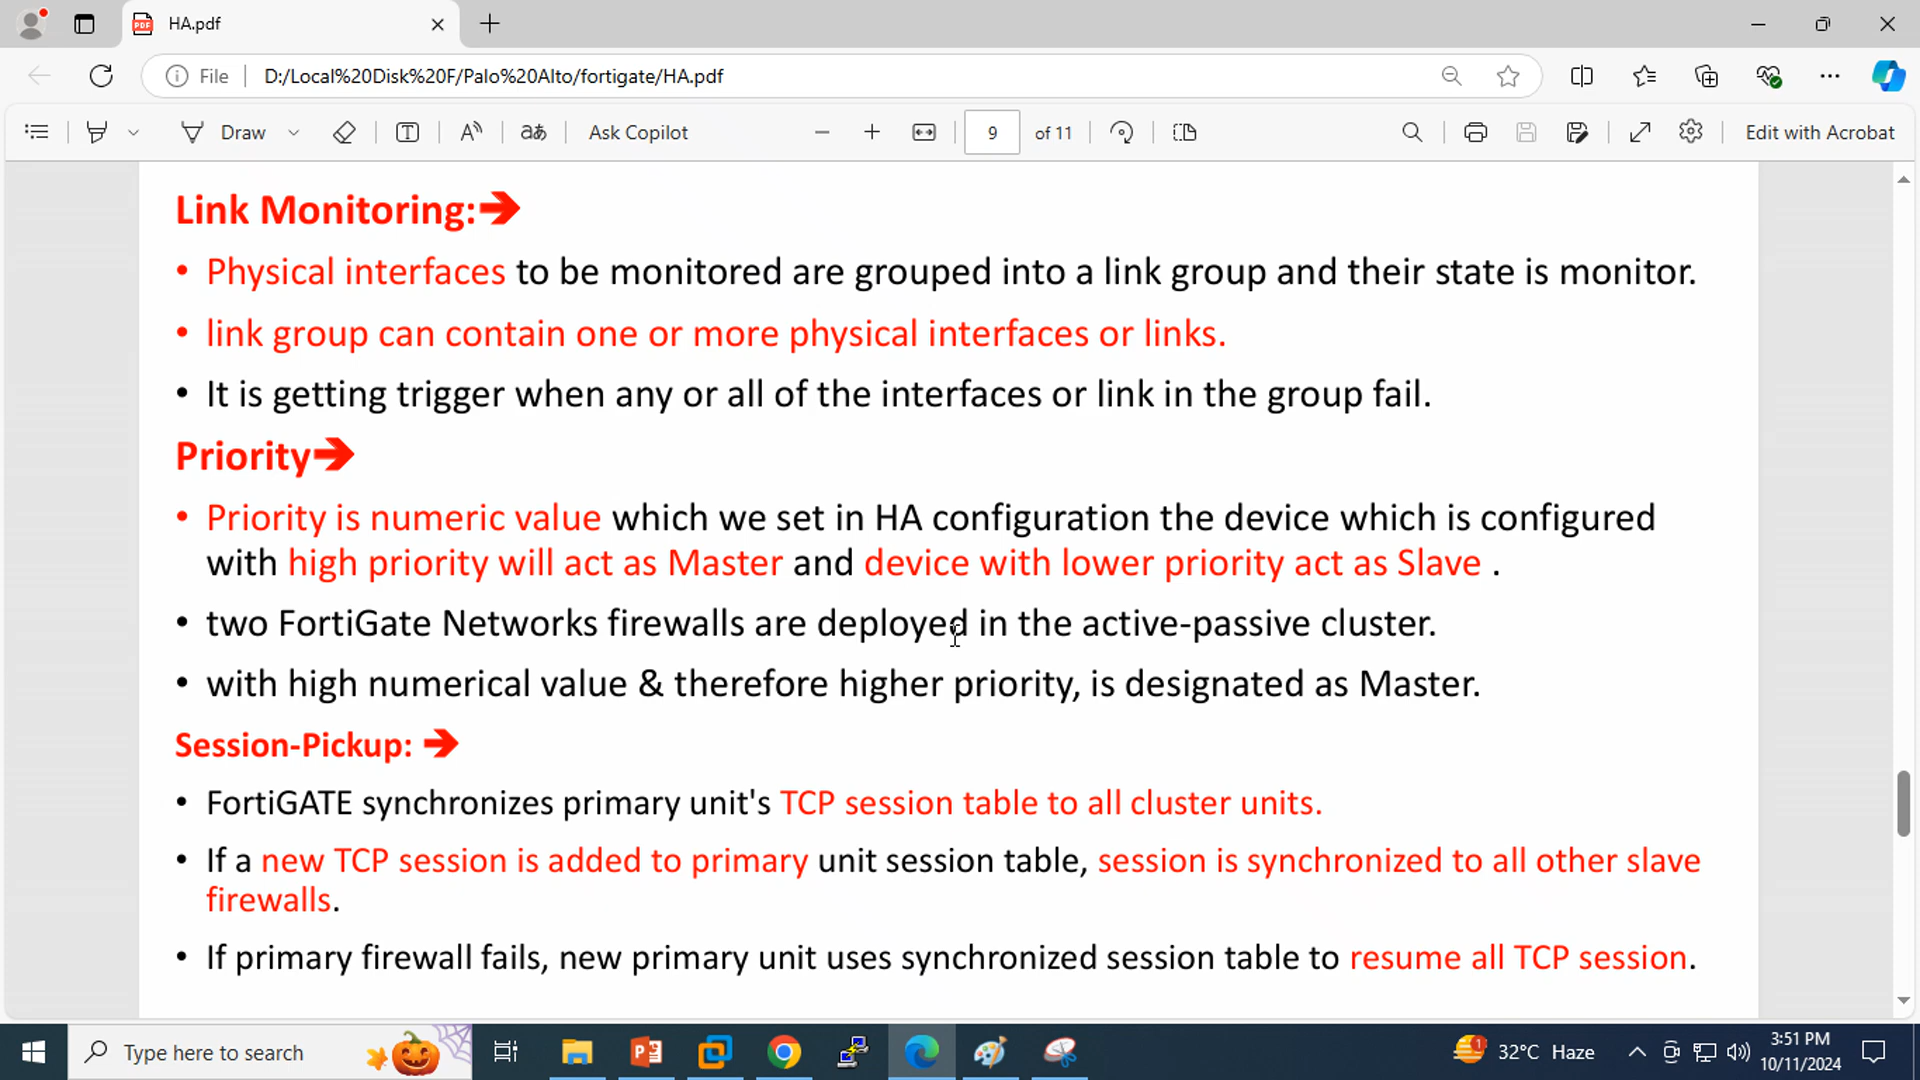 HA.pdf
File D:/Local%20Disk%20F/Palo%20Alto/fortigate/HA.pdf
Draw Ask Copilot 9 of 11 Edit with Acrobat
Link Monitoring:➔
• Physical interfaces to be monitored are grouped into a link group and their state is monitor.
• link group can contain one or more physical interfaces or links.
• It is getting trigger when any or all of the interfaces or link in the group fail.
Priority➔
• Priority is numeric value which we set in HA configuration the device which is configured
with high priority will act as Master and device with lower priority act as Slave .
• two FortiGate Networks firewalls are deployed in the active-passive cluster.
• with high numerical value & therefore higher priority, is designated as Master.
Session-Pickup: ➔
• FortiGATE synchronizes primary unit's TCP session table to all cluster units.
• If a new TCP session is added to primary unit session table, session is synchronized to all other slave
firewalls.
• If primary firewall fails, new primary unit uses synchronized session table to resume all TCP session.
Type here to search 32°C Haze 3:51 PM
10/11/2024